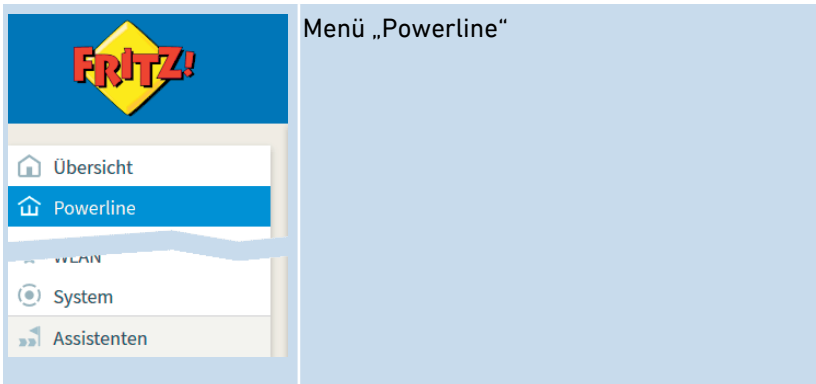 FRITZ!
Menü „Powerline“
Übersicht
Powerline
WLAN
System
Assistenten